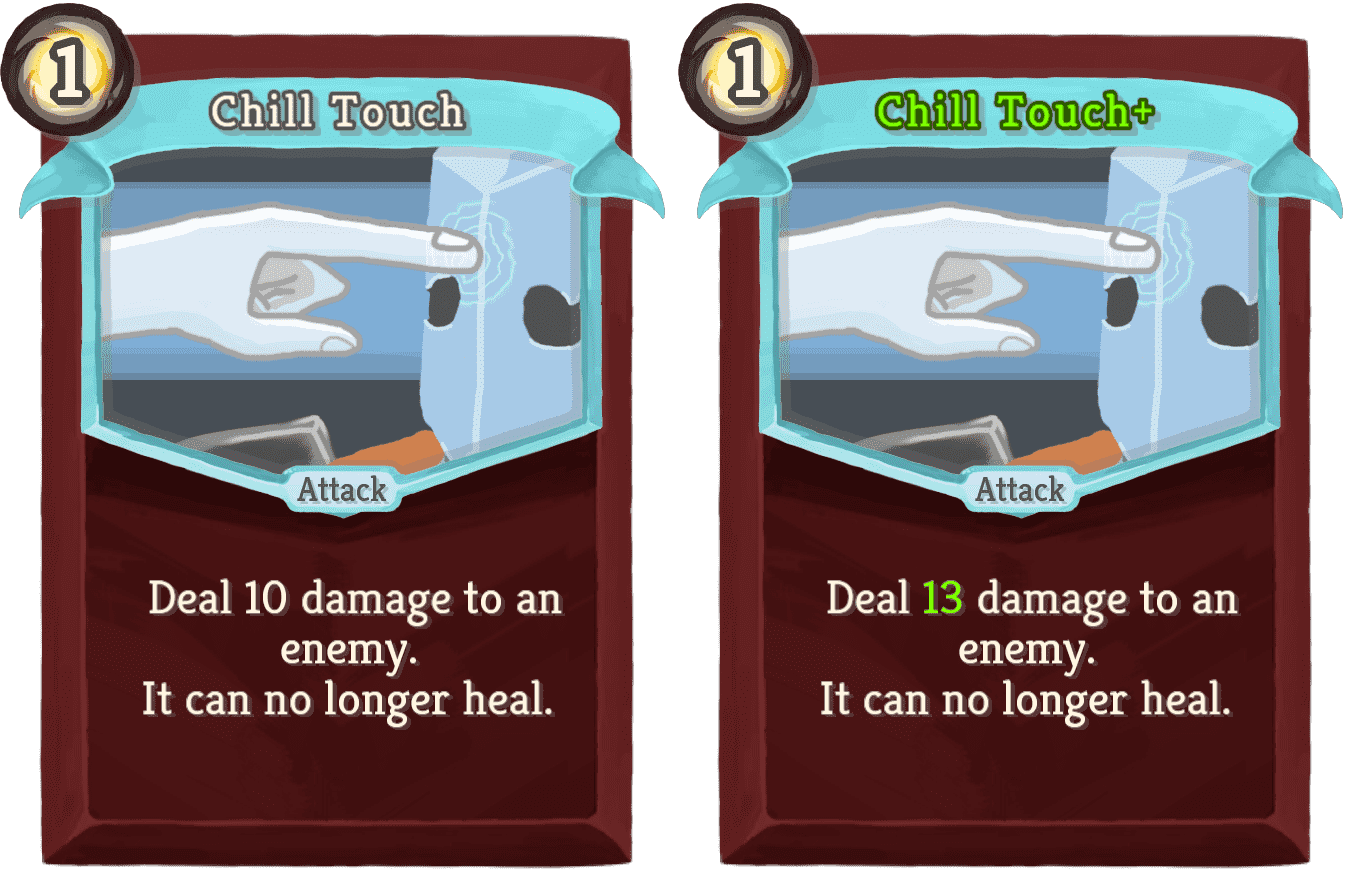 1
Chill Touch
Attack
Deal 10 damage to an
enemy.
It can no longer heal.
1
Chill Touch+
Attack
Deal 13 damage to an
enemy.
It can no longer heal.